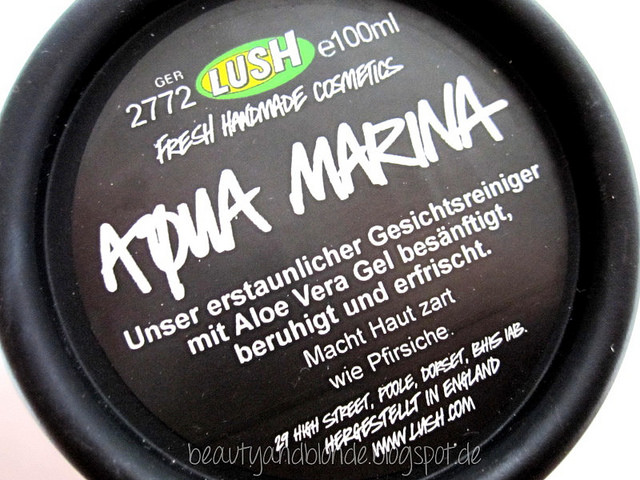 GER
2772
LUSH
e100ml
FRESH HANDMADE COSMETICS
AQUA MARINA
Unser erstaunlicher Gesichtsreiniger
mit Aloe Vera Gel besänftigt,
beruhigt und erfrischt.
Macht Haut zart
wie Pfirsiche.
29 HIGH STREET, POOLE, DORSET, BH15 1AB.
HERGESTELLT IN ENGLAND
WWW.LUSH.COM
beautyandblonde.blogspot.de